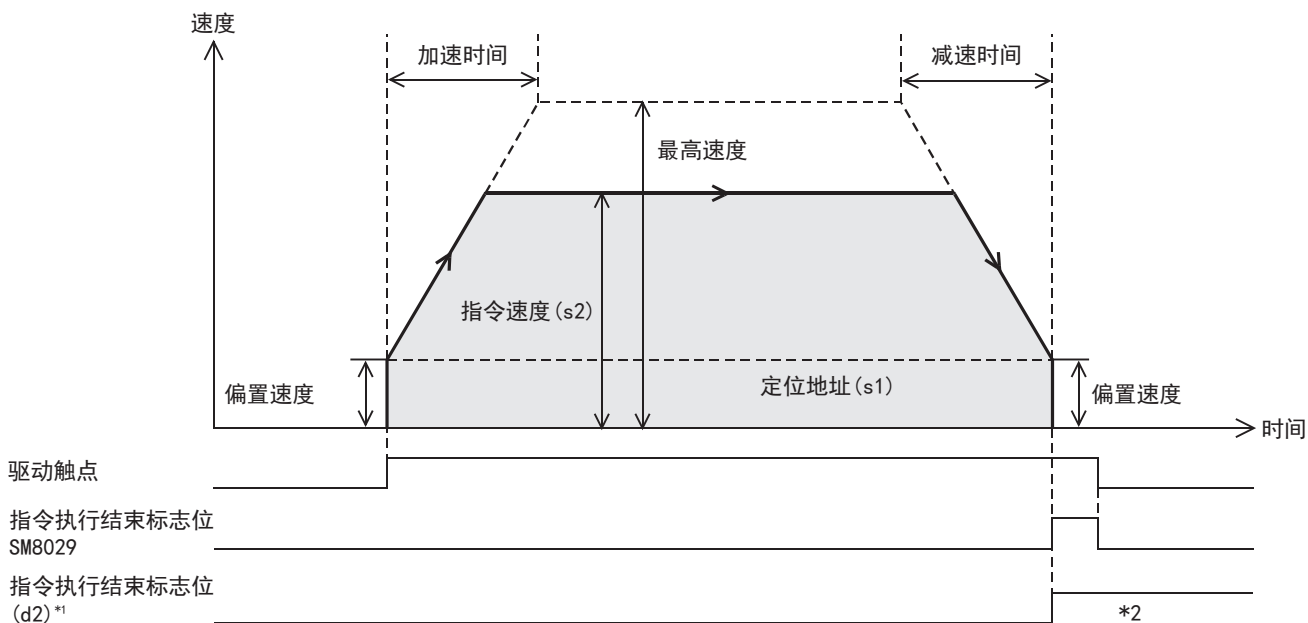 速度
加速时间
减速时间
最高速度
指令速度(s2)
定位地址(s1)
偏置速度
偏置速度
时间
驱动触点
指令执行结束标志位
SM8029
指令执行结束标志位
(d2)*1
*2